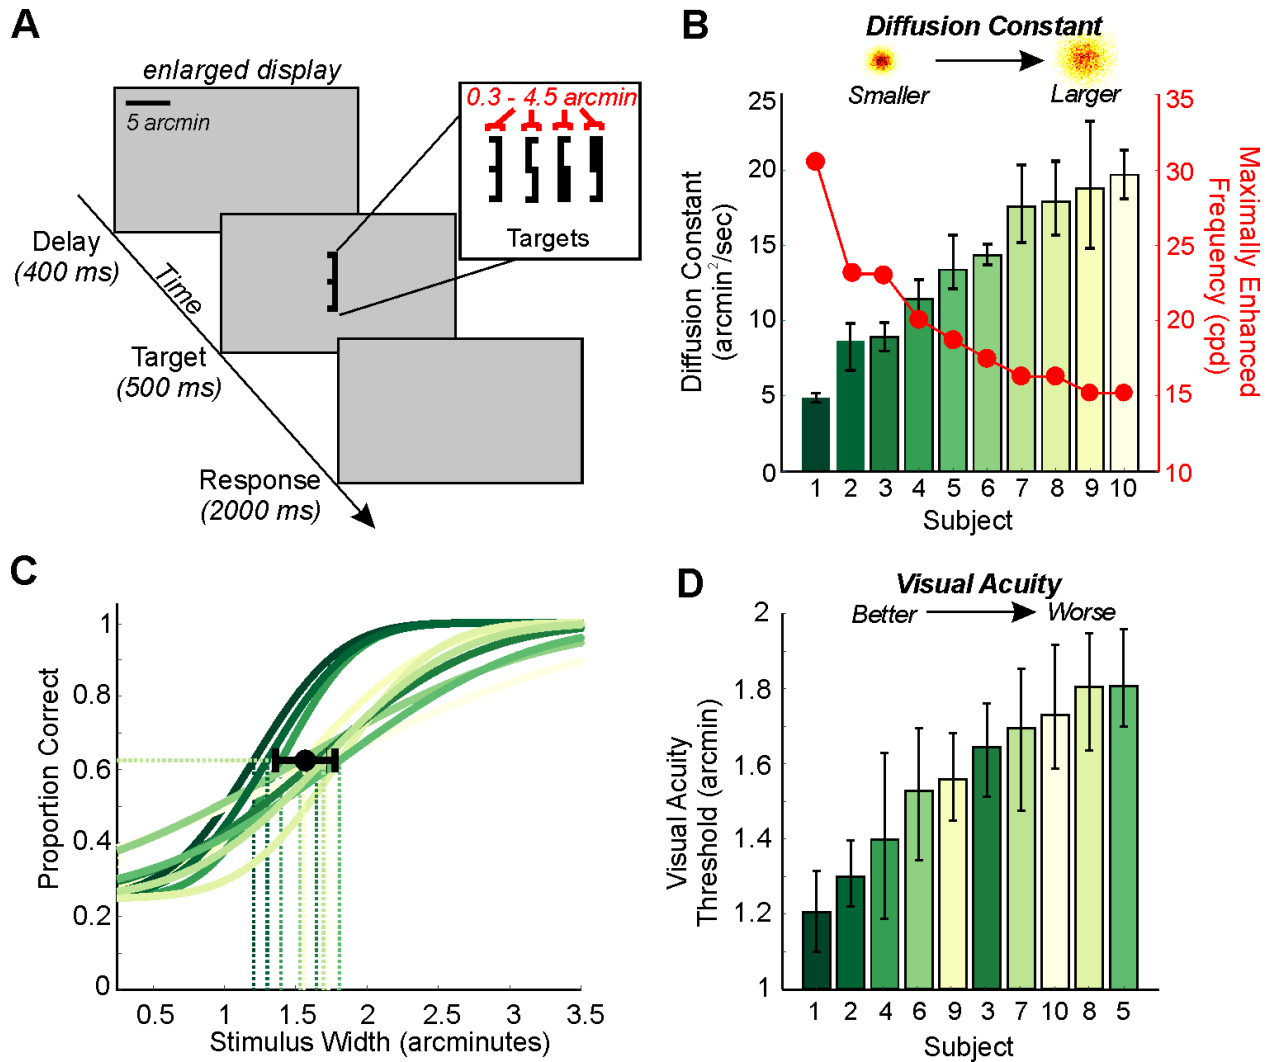 A
enlarged display
5 arcmin
0.3 - 4.5 arcmin
Targets
Delay
(400 ms)
Time
Target
(500 ms)
Response
(2000 ms)
B
Diffusion Constant
Smaller
Larger
25
20
15
10
5
0
Diffusion Constant
(arcmin²/sec)
35
30
25
20
15
10
Maximally Enhanced
Frequency (cpd)
1 2 3 4 5 6 7 8 9 10
Subject
C
1
0.8
0.6
0.4
0.2
0
Proportion Correct
0.5 1 1.5 2 2.5 3 3.5
Stimulus Width (arcminutes)
D
Visual Acuity
Better
Worse
2
1.8
1.6
1.4
1.2
1
Visual Acuity
Threshold (arcmin)
1 2 4 6 9 3 7 10 8 5
Subject